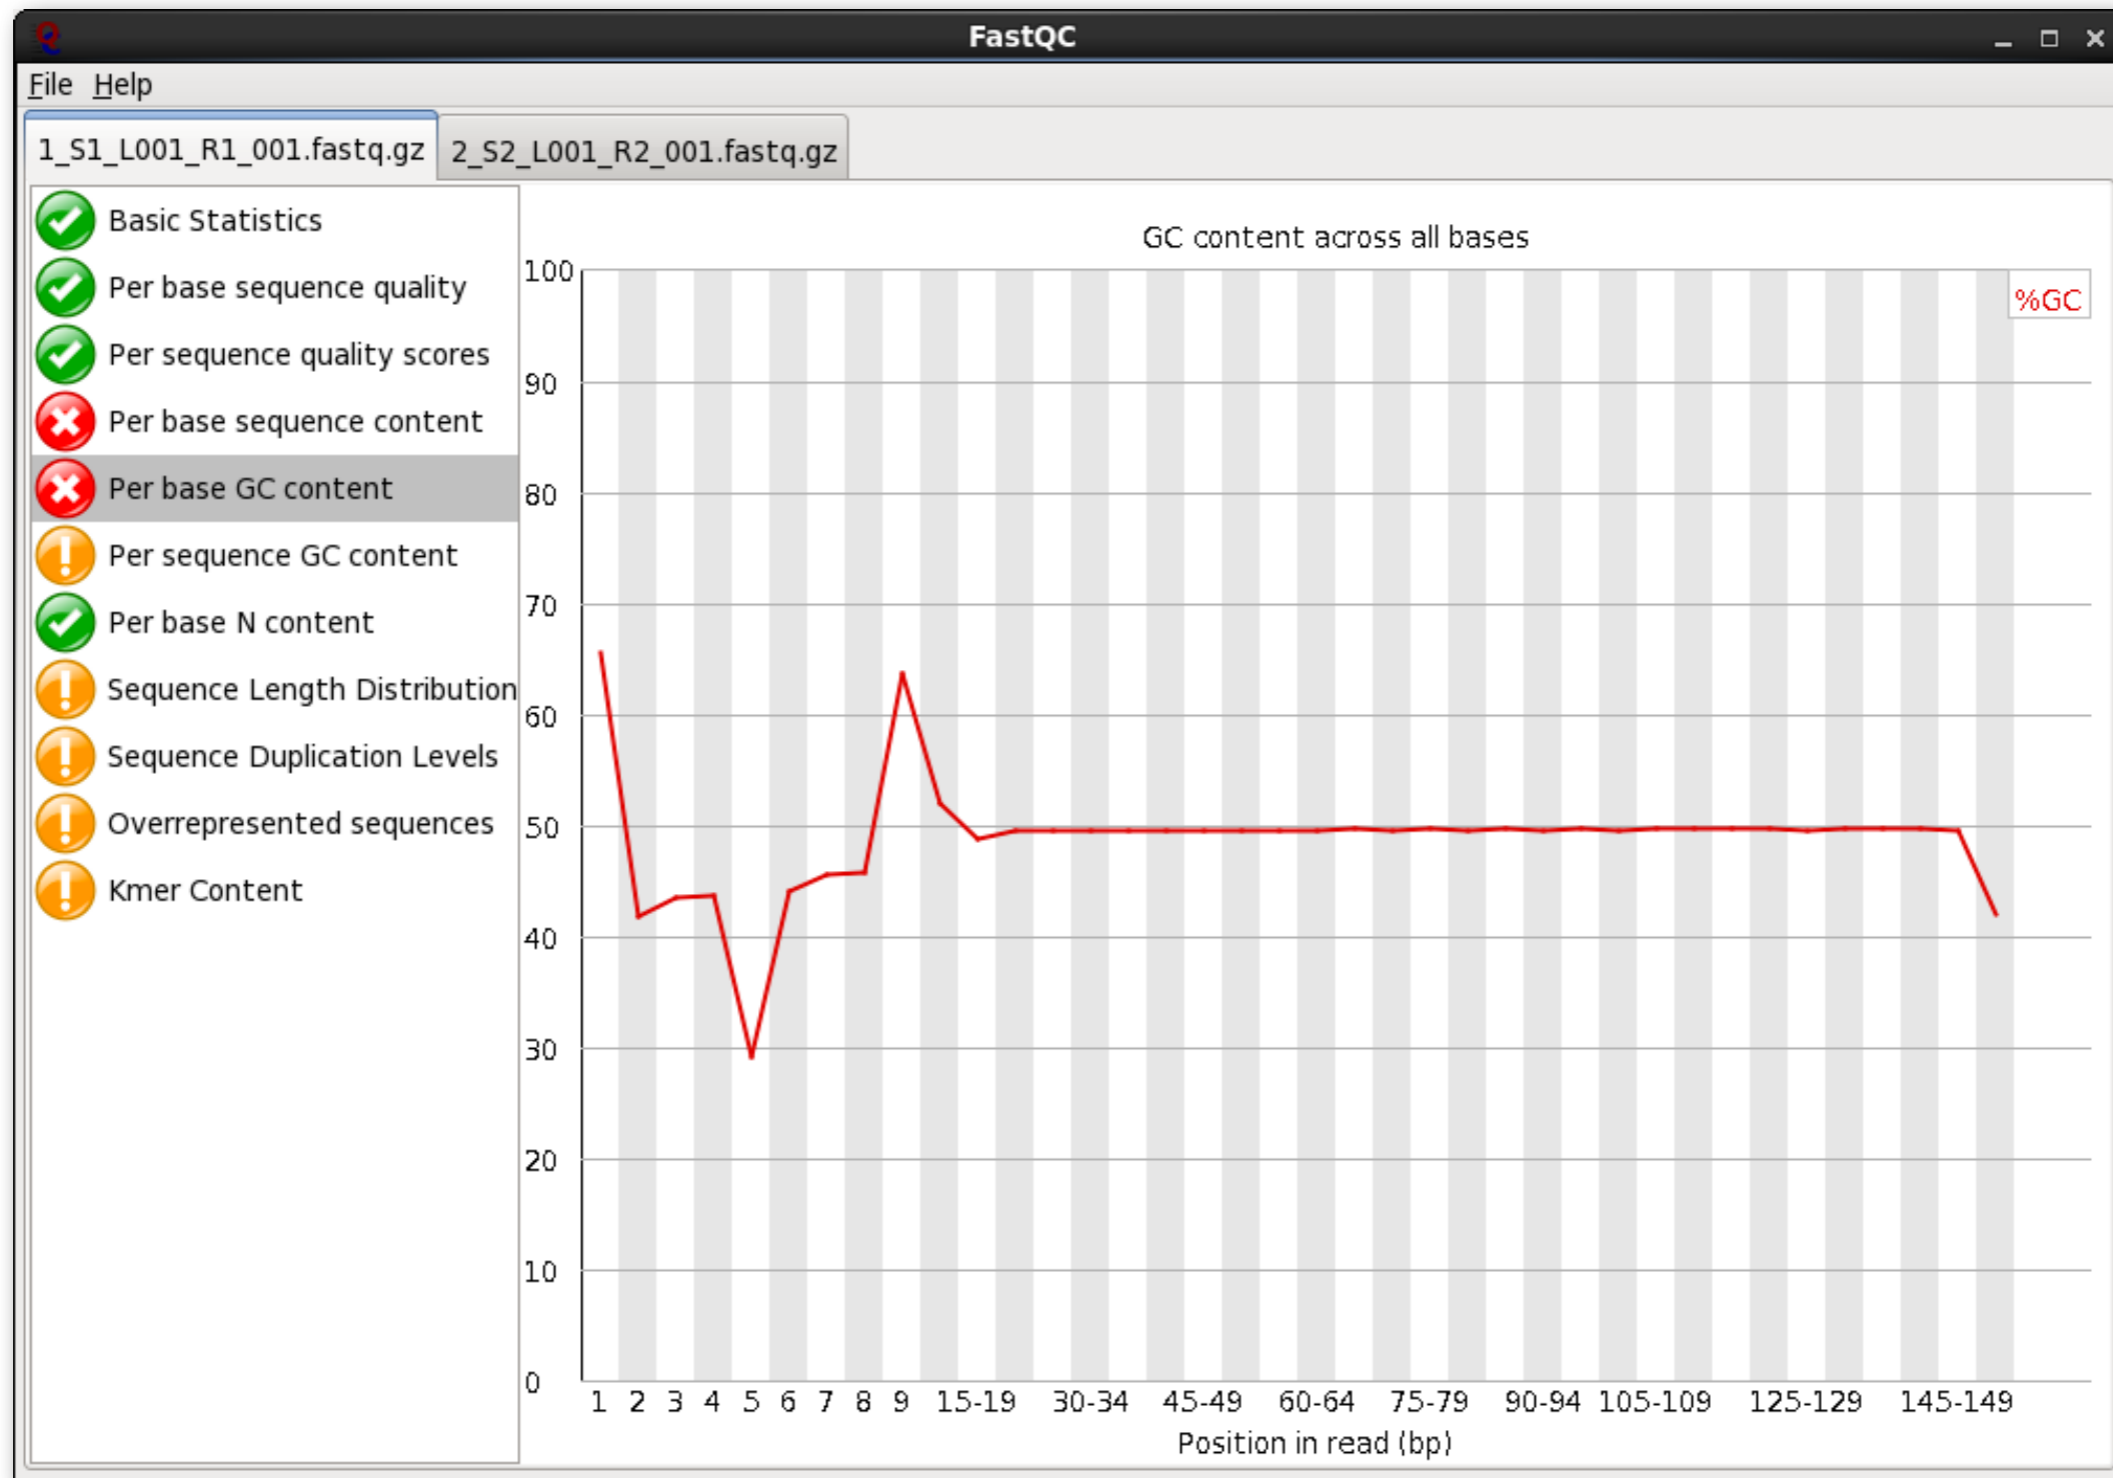 FastQC
File Help
1_S1_L001_R1_001.fastq.gz 2_S2_L001_R2_001.fastq.gz
Basic Statistics
Per base sequence quality
Per sequence quality scores
Per base sequence content
Per base GC content
Per sequence GC content
Per base N content
Sequence Length Distribution
Sequence Duplication Levels
Overrepresented sequences
Kmer Content
GC content across all bases
%GC
100
90
80
70
60
50
40
30
20
10
0
1 2 3 4 5 6 7 8 9 15-19 30-34 45-49 60-64 75-79 90-94 105-109 125-129 145-149
Position in read (bp)